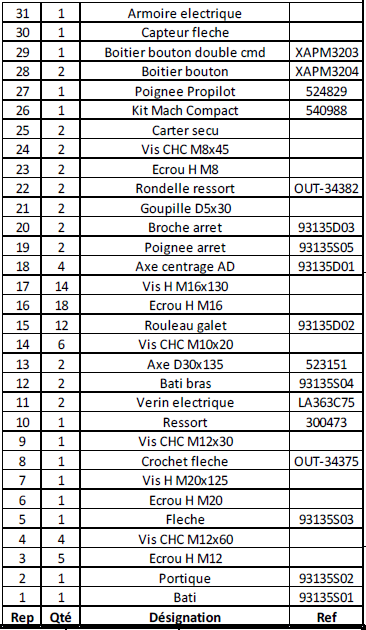 31 1 Armoire electrique
30 1 Capteur fleche
29 1 Boitier bouton double cmd XAPM3203
28 2 Boitier bouton XAPM3204
27 1 Poignee Propilot 524829
26 1 Kit Mach Compact 540988
25 2 Carter secu
24 2 Vis CHC M8x45
23 2 Ecrou H M8
22 2 Rondelle ressort OUT-34382
21 2 Goupille D5x30
20 2 Broche arret 93135D03
19 2 Poignee arret 93135S05
18 4 Axe centrage AD 93135D01
17 14 Vis H M16x130
16 18 Ecrou H M16
15 12 Rouleau galet 93135D02
14 6 Vis CHC M10x20
13 2 Axe D30x135 523151
12 2 Bati bras 93135S04
11 2 Verin electrique LA363C75
10 1 Ressort 300473
9 1 Vis CHC M12x30
8 1 Crochet fleche OUT-34375
7 1 Vis H M20x125
6 1 Ecrou H M20
5 1 Fleche 93135S03
4 4 Vis CHC M12x60
3 5 Ecrou H M12
2 1 Portique 93135S02
1 1 Bati 93135S01
Rep Qté Désignation Ref